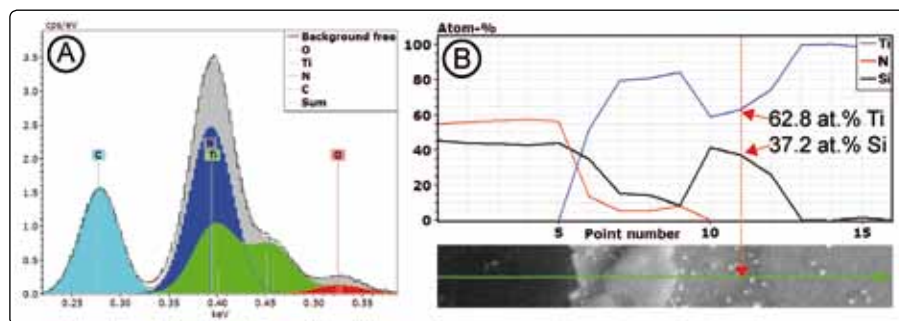 cps/eV
A
Background free
O
Ti
N
C
Sum
3.5
3.0
2.5
2.0
1.5
1.0
0.5
0.0
C
Ti
O
0.25
0.30
0.35
0.40
0.45
0.50
0.55
keV
Atom-%
B
Ti
N
Si
100
80
60
40
20
0
62.8 at.% Ti
37.2 at.% Si
5
Point number
10
15